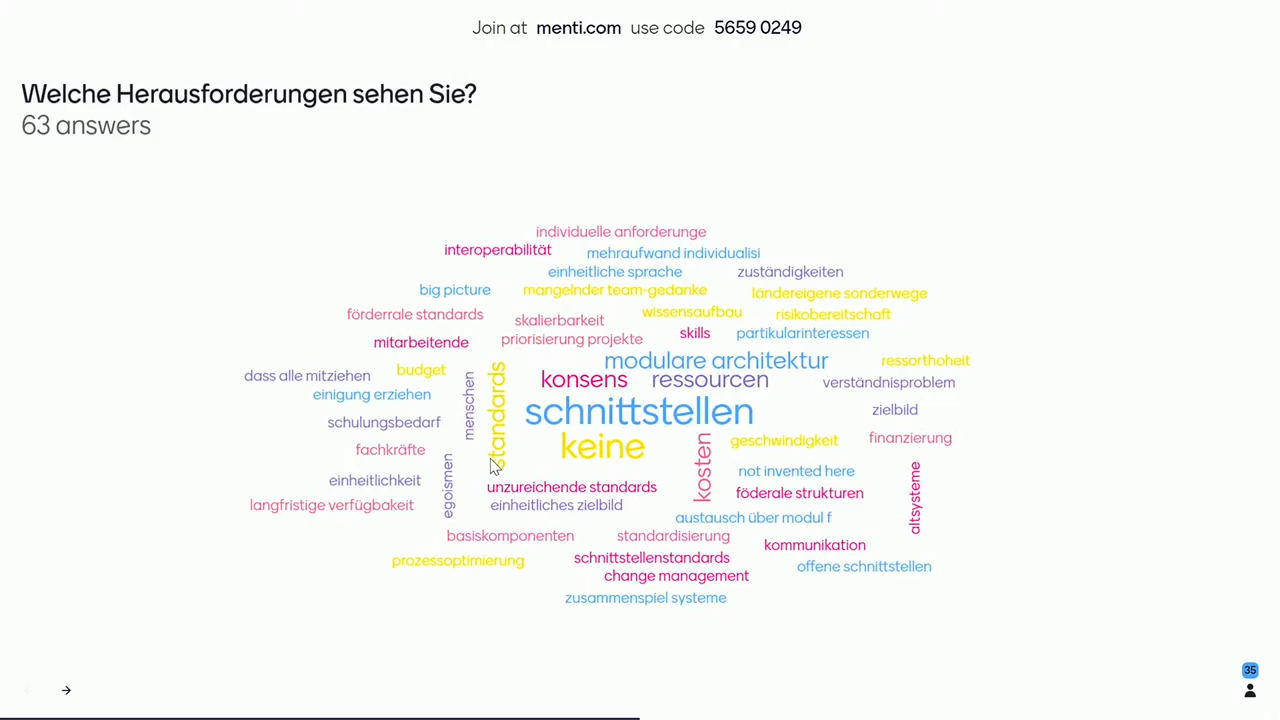 Join at menti.com use code 5659 0249
Welche Herausforderungen sehen Sie?
63 answers
individuelle anforderunge
interoperabilität
mehraufwand individualisi
einheitliche sprache
zuständigkeiten
big picture
mangelnder team-gedanke
ländereigene sonderwege
förderrale standards
skalierbarkeit
wissensaufbau
risikobereitschaft
mitarbeitende
priorisierung projekte
skills
partikularinteressen
modulare architektur
ressorthoheit
dass alle mitziehen
budget
menschen
standards
konsens
ressourcen
verständnisproblem
einigung erziehen
schnittstellen
zielbild
schulungsbedarf
keine
kosten
geschwindigkeit
finanzierung
fachkräfte
einheitlichkeit
egoismen
unzureichende standards
not invented here
altsysteme
langfristige verfügbakeit
einheitliches zielbild
föderale strukturen
austausch über modul f
basiskomponenten
standardisierung
kommunikation
prozessoptimierung
schnittstellenstandards
offene schnittstellen
change management
zusammenspiel systeme
35